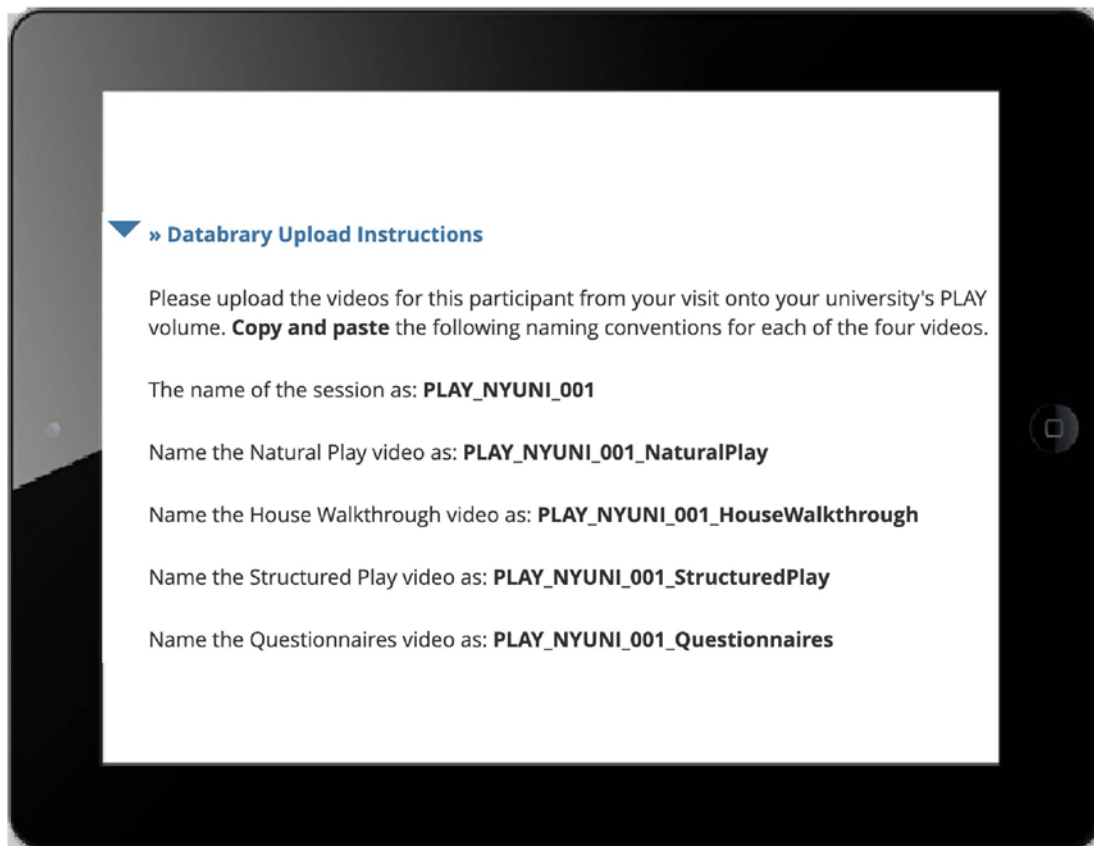 » Databrary Upload Instructions
Please upload the videos for this participant from your visit onto your university's PLAY
volume. Copy and paste the following naming conventions for each of the four videos.
The name of the session as: PLAY_NYUNI_001
Name the Natural Play video as: PLAY_NYUNI_001_NaturalPlay
Name the House Walkthrough video as: PLAY_NYUNI_001_HouseWalkthrough
Name the Structured Play video as: PLAY_NYUNI_001_StructuredPlay
Name the Questionnaires video as: PLAY_NYUNI_001_Questionnaires